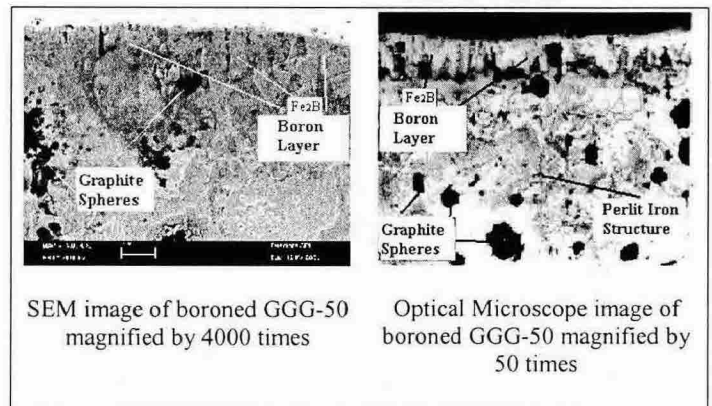 Fe2B
Boron
Layer
Graphite
Spheres
Fe2B
Boron
Layer
Graphite
Spheres
Perlit Iron
Structure
SEM image of boroned GGG-50
magnified by 4000 times
Optical Microscope image of
boroned GGG-50 magnified by
50 times